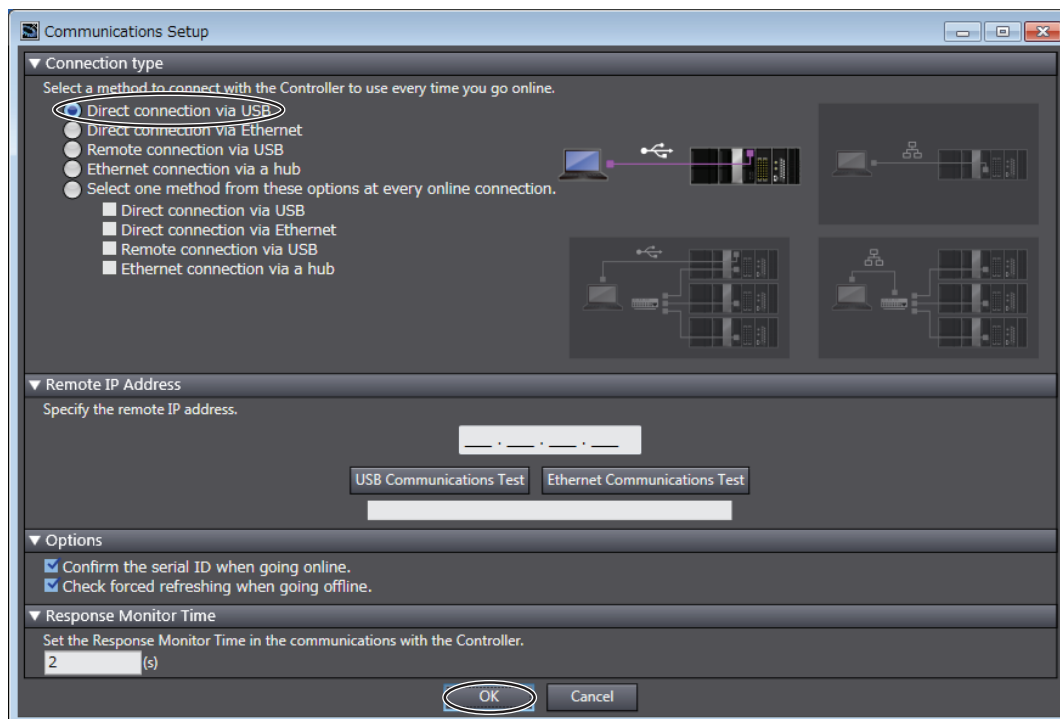 Communications Setup
▼ Connection type
Select a method to connect with the Controller to use every time you go online.
Direct connection via USB
Direct connection via Ethernet
Remote connection via USB
Ethernet connection via a hub
Select one method from these options at every online connection.
Direct connection via USB
Direct connection via Ethernet
Remote connection via USB
Ethernet connection via a hub
▼ Remote IP Address
Specify the remote IP address.
___ . ___ . ___ . ___
USB Communications Test Ethernet Communications Test
▼ Options
Confirm the serial ID when going online.
Check forced refreshing when going offline.
▼ Response Monitor Time
Set the Response Monitor Time in the communications with the Controller.
2 (s)
OK Cancel